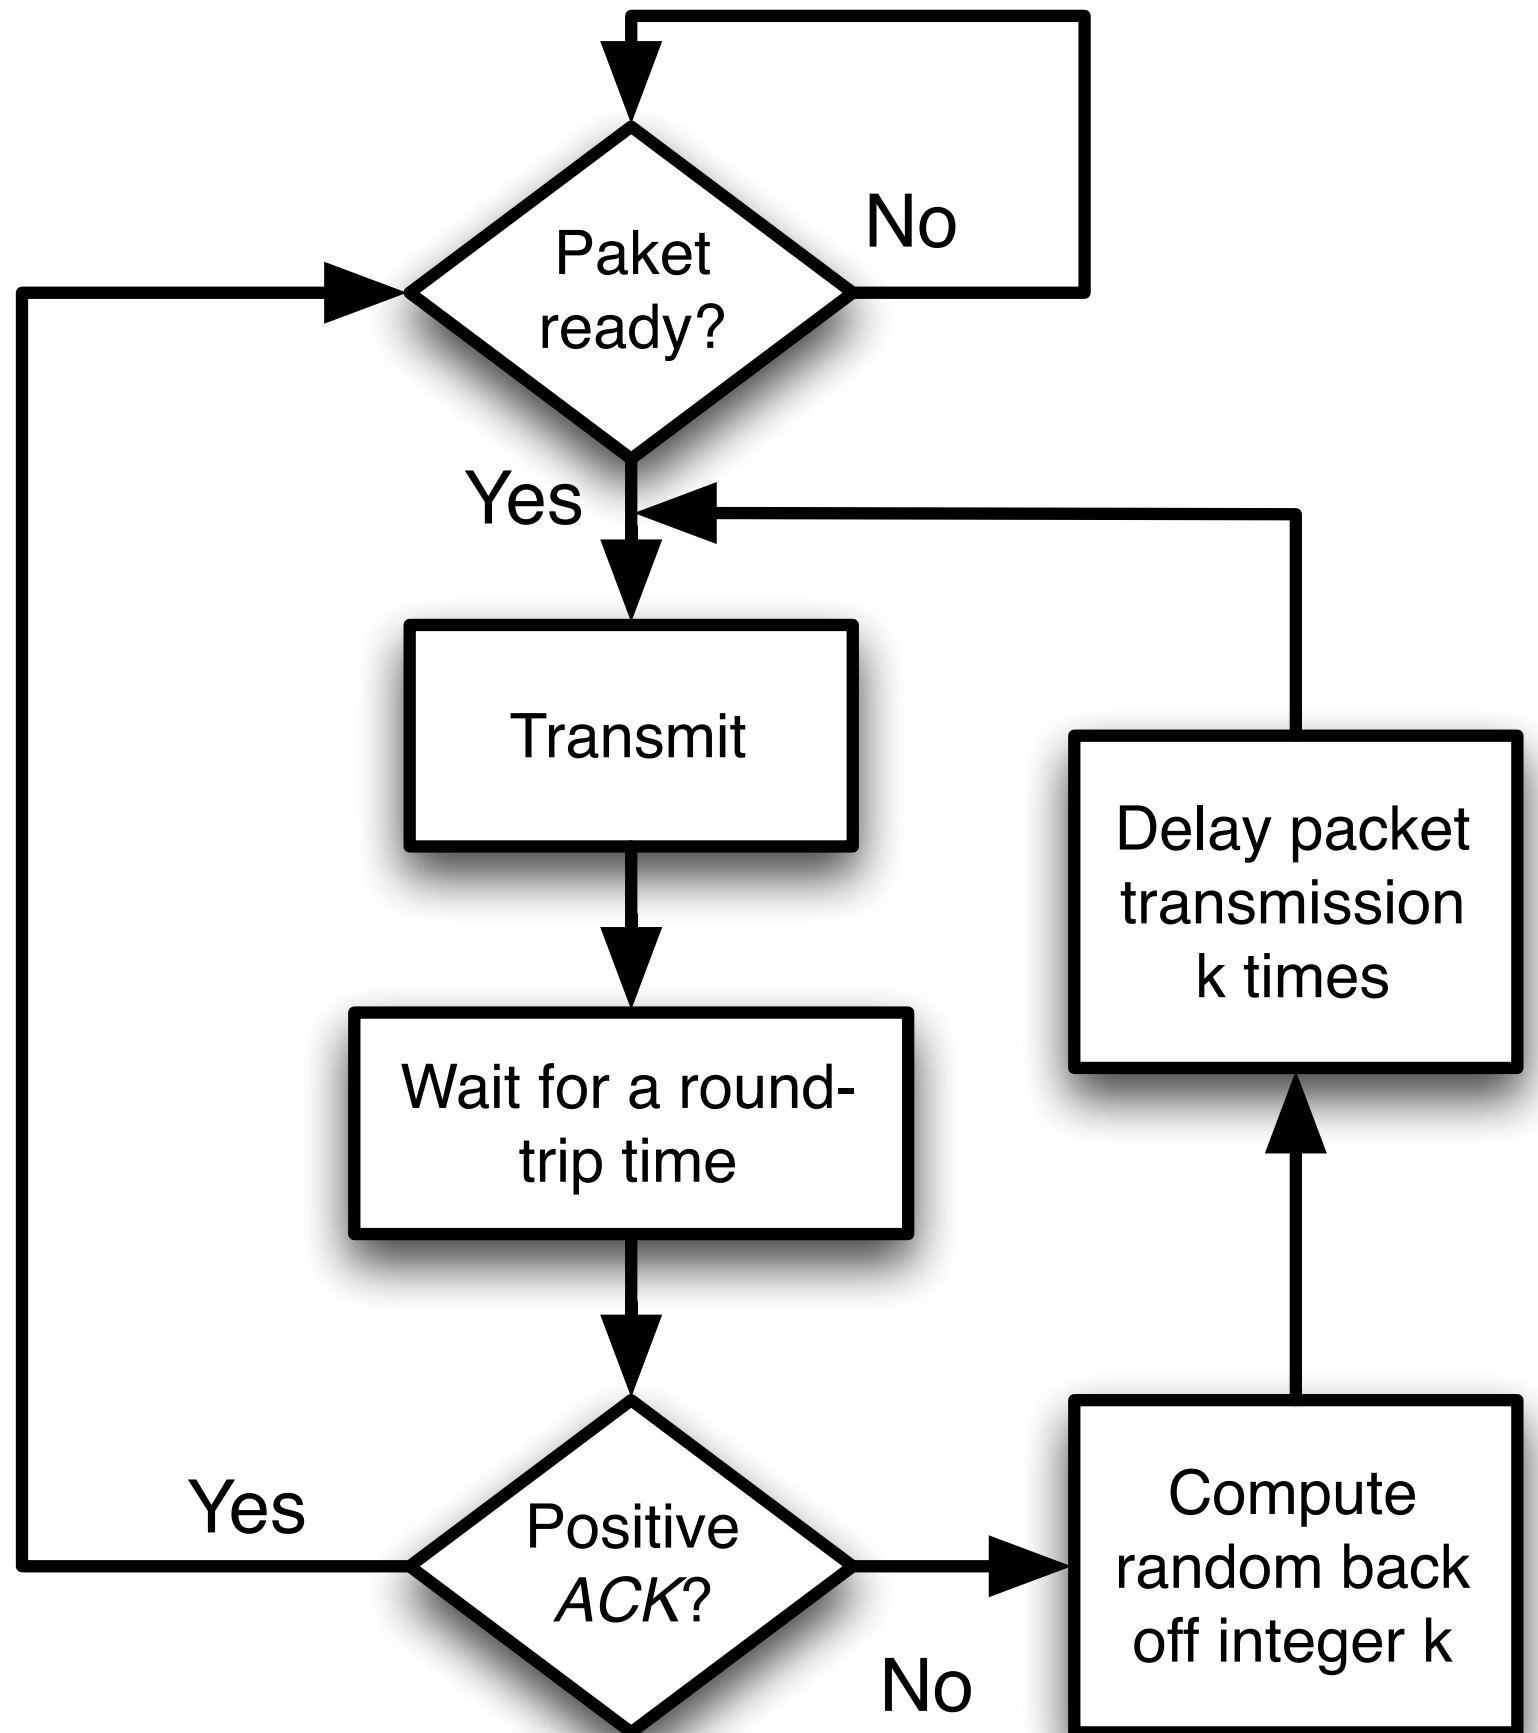 No
Paket
ready?
Yes
Transmit
Delay packet
transmission
k times
Wait for a round-
trip time
Yes
Positive
ACK?
No
Compute
random back
off integer k